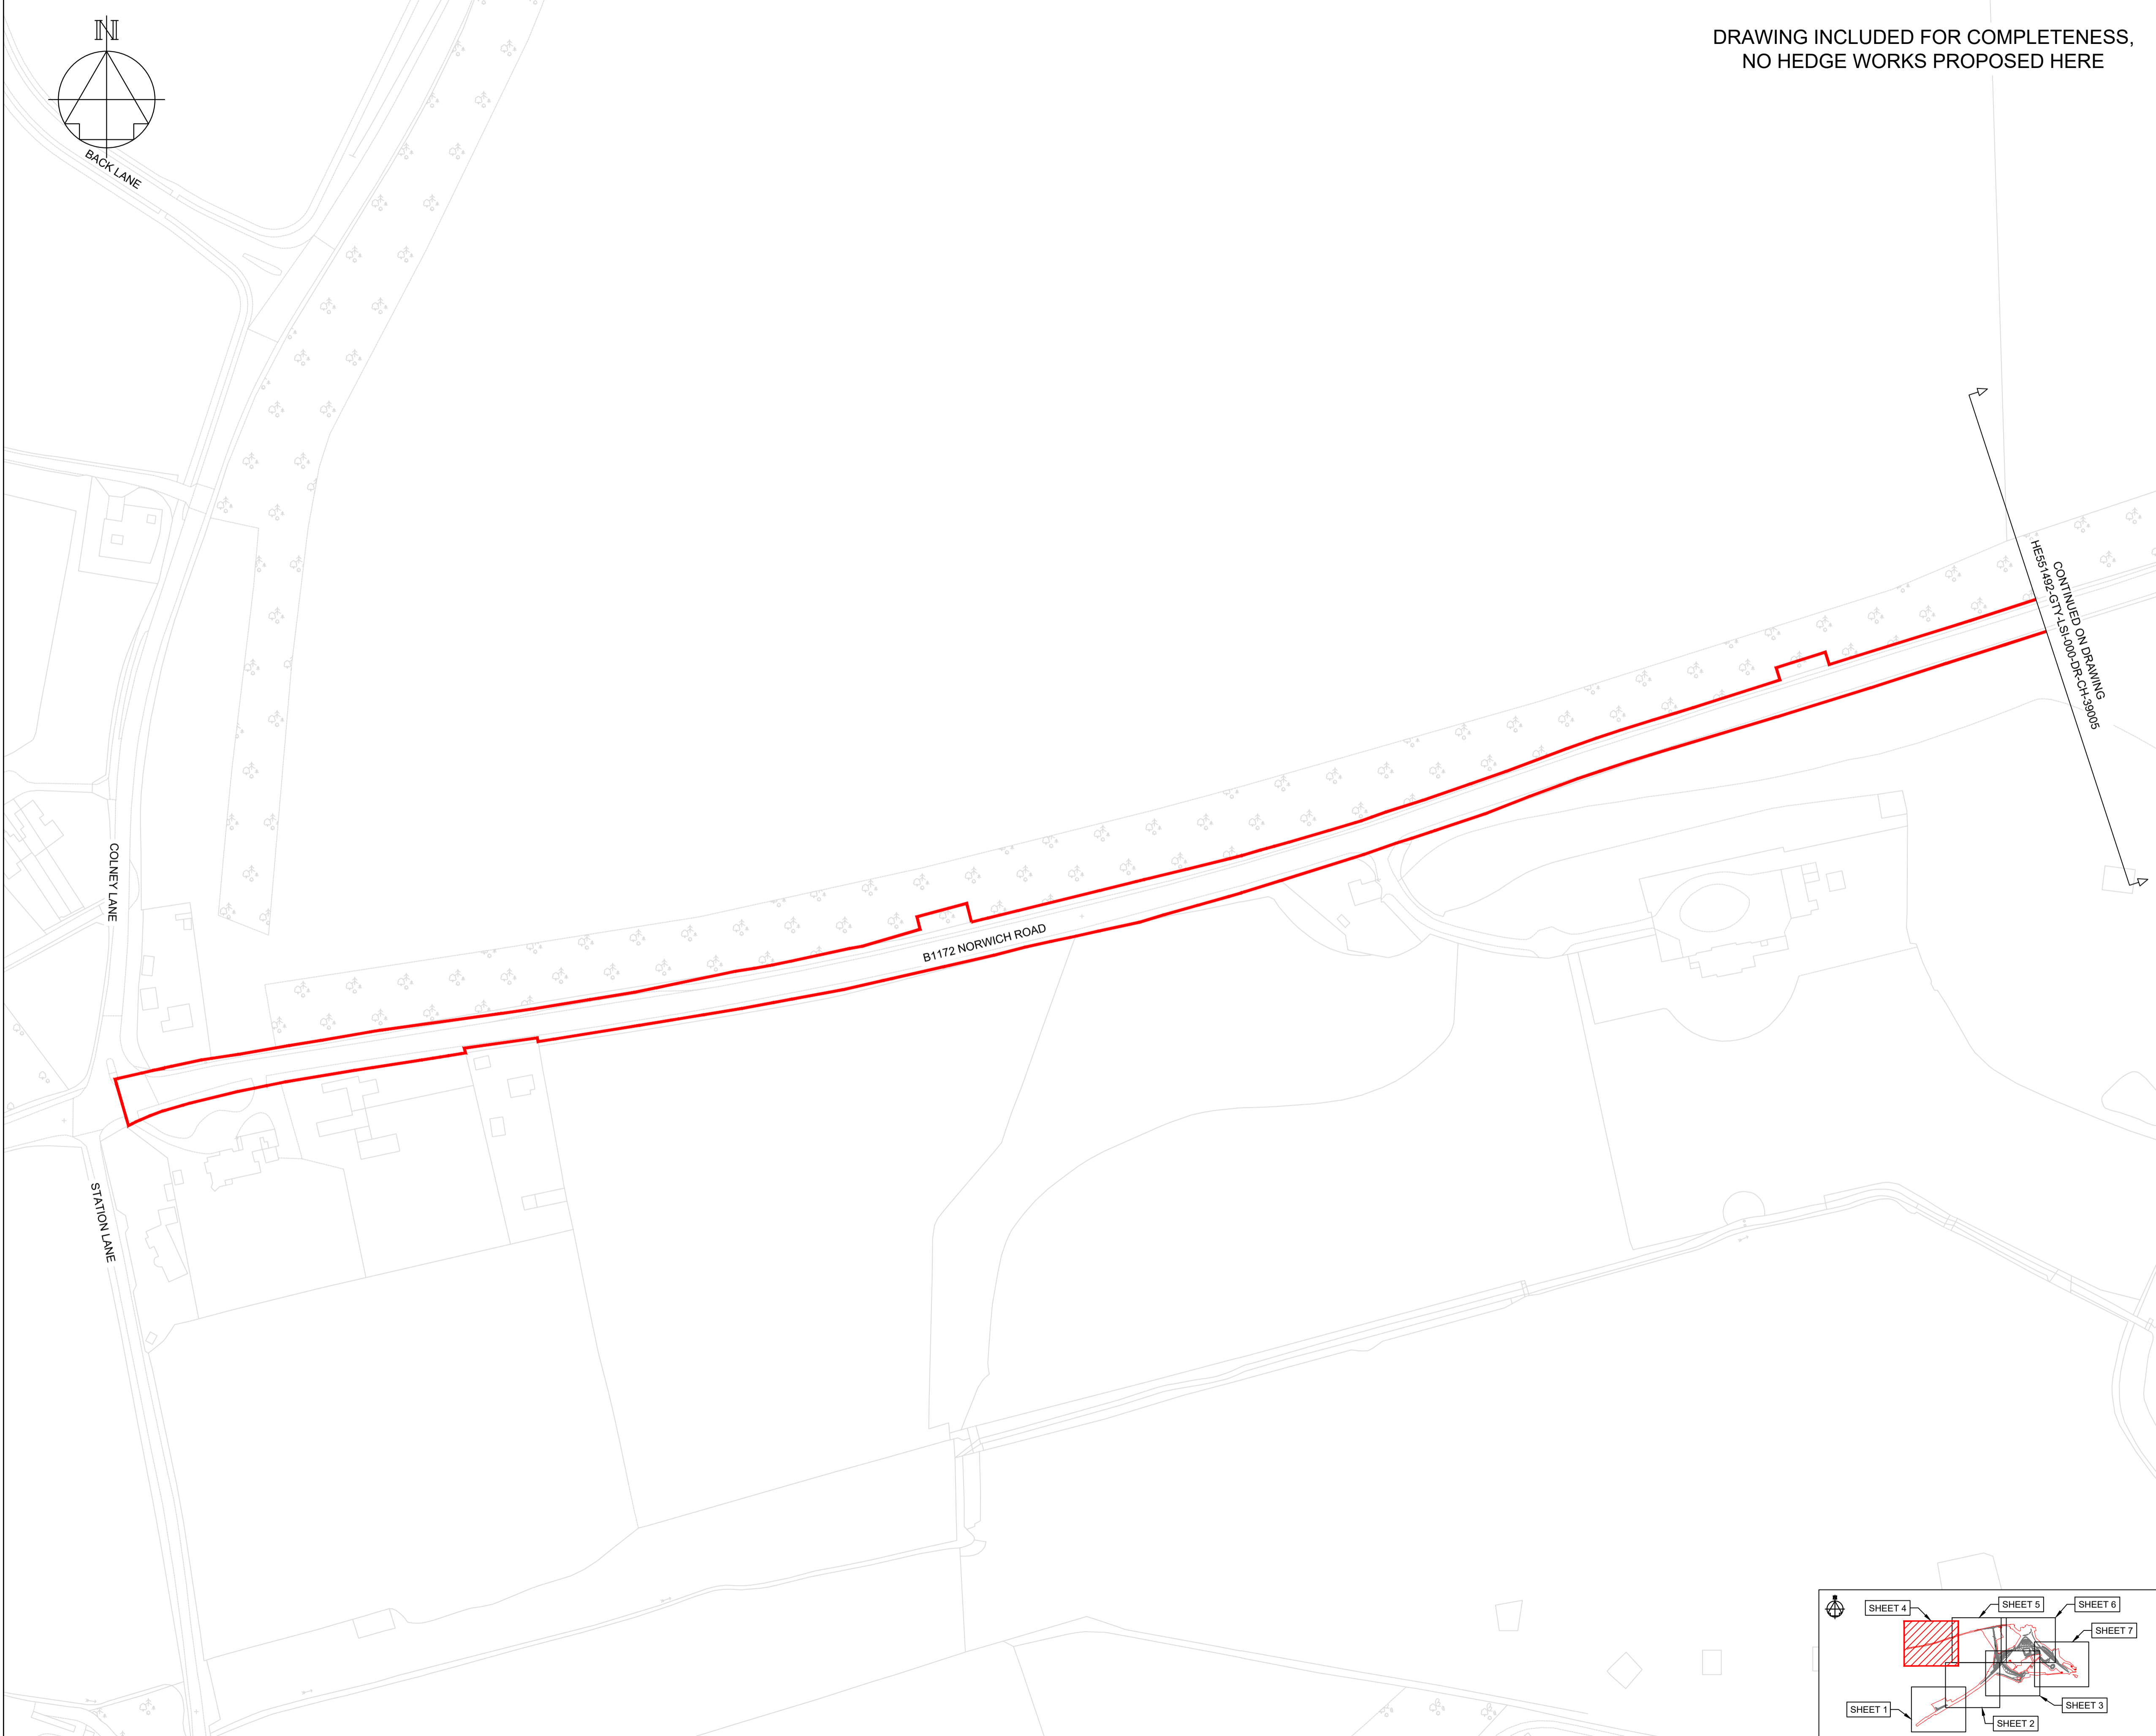 N
DRAWING INCLUDED FOR COMPLETENESS,
NO HEDGE WORKS PROPOSED HERE
BACK LANE
CONTINUED ON DRAWING
HE551492-GTY-LSI-000-DR-CH-39005
COLNEY LANE
B1172 NORWICH ROAD
STATION LANE
SHEET 4
SHEET 5
SHEET 6
SHEET 7
SHEET 1
SHEET 3
SHEET 2